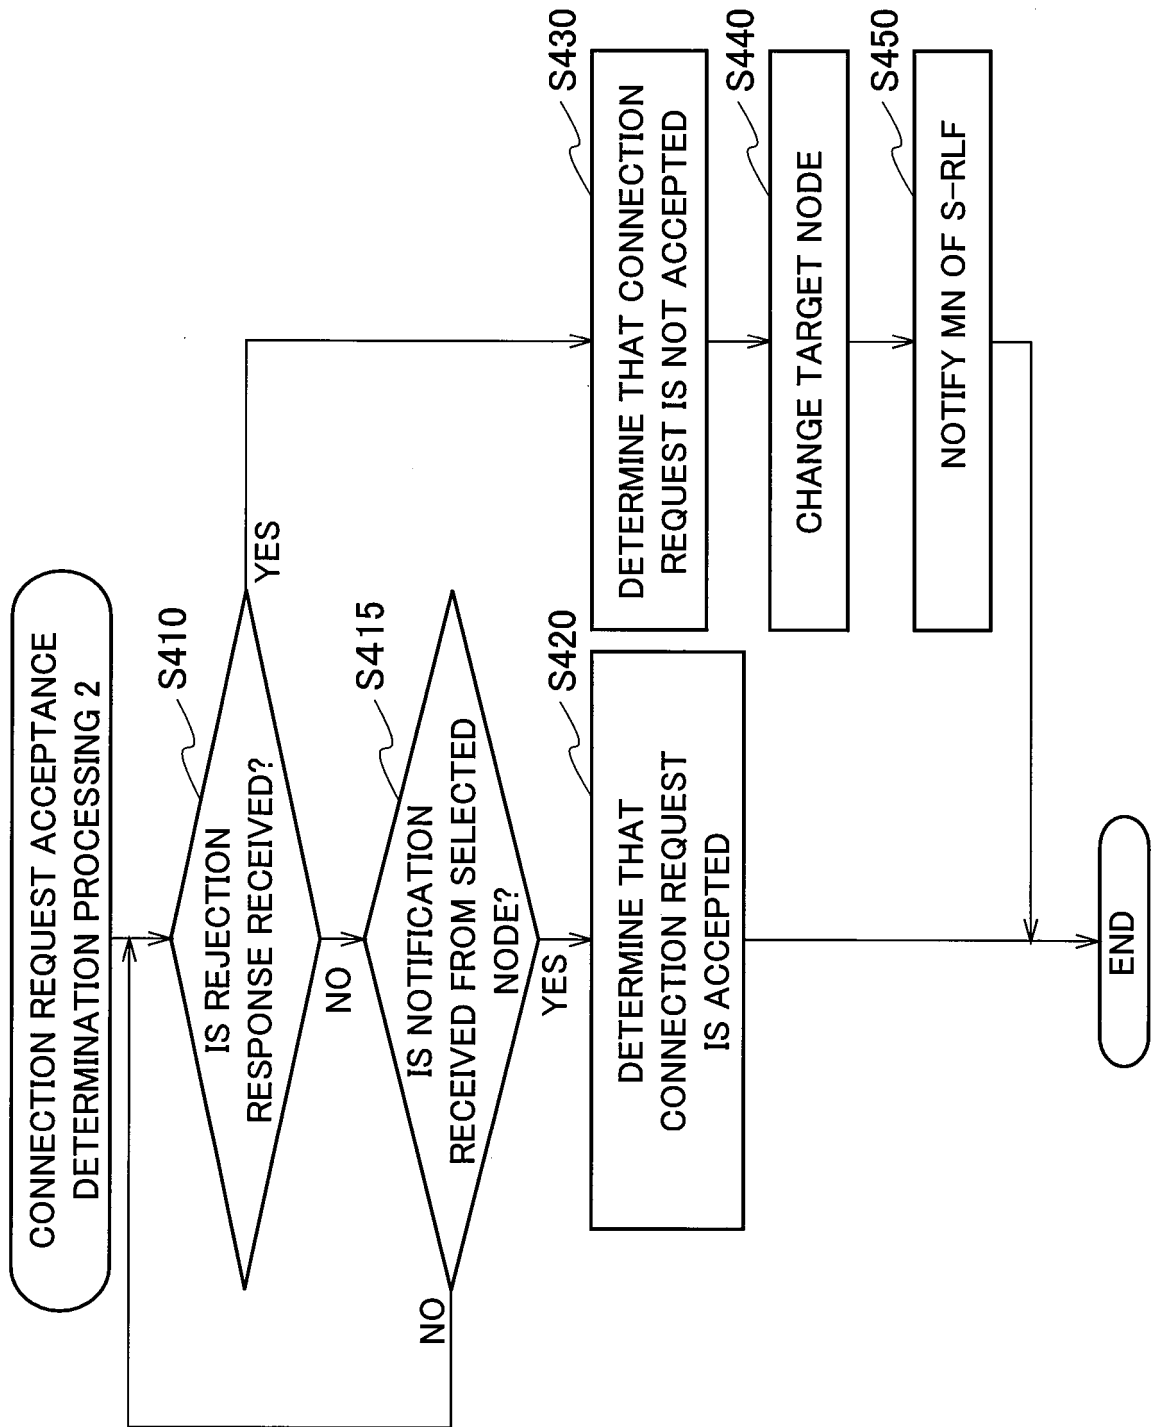 CONNECTION REQUEST ACCEPTANCE
DETERMINATION PROCESSING 2
S410
IS REJECTION
RESPONSE RECEIVED?
YES
NO
S415
IS NOTIFICATION
RECEIVED FROM SELECTED
NODE?
NO
YES
S420
DETERMINE THAT
CONNECTION REQUEST
IS ACCEPTED
S430
DETERMINE THAT CONNECTION
REQUEST IS NOT ACCEPTED
S440
CHANGE TARGET NODE
S450
NOTIFY MN OF S-RLF
END